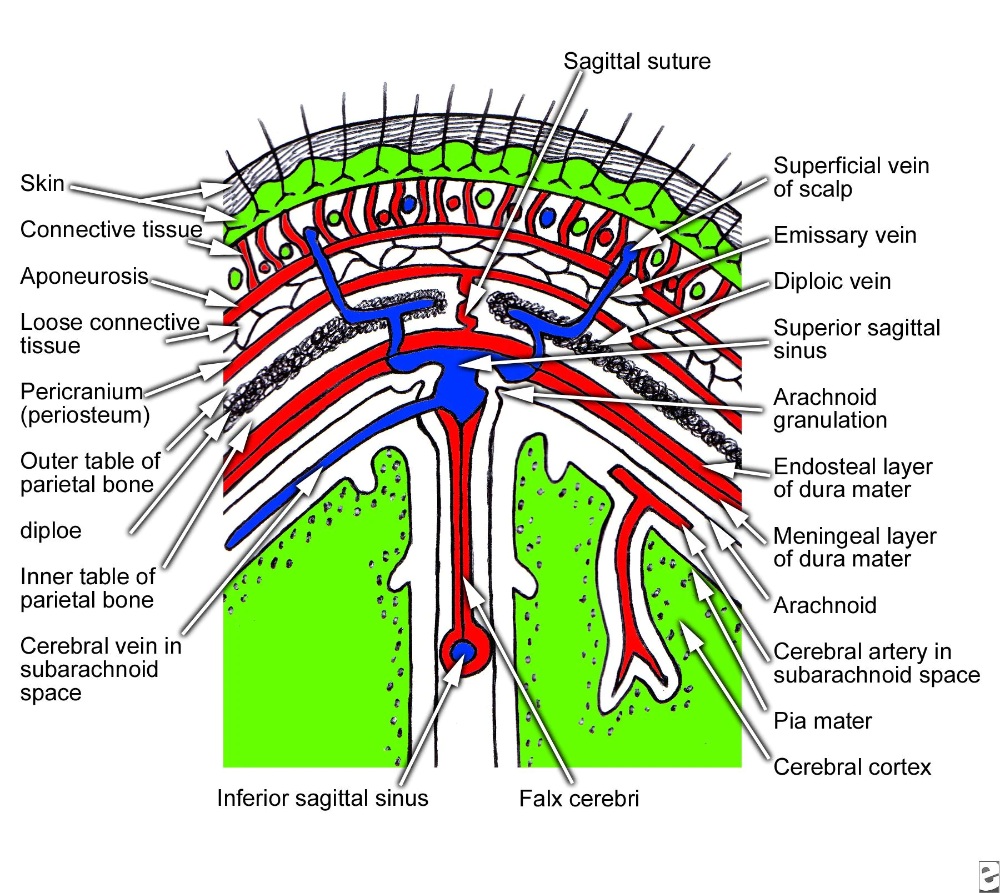 Sagittal suture
Skin
Connective tissue
Aponeurosis
Loose connective
tissue
Pericranium
(periosteum)
Outer table of
parietal bone
diploe
Inner table of
parietal bone
Cerebral vein in
subarachnoid
space
Superficial vein
of scalp
Emissary vein
Diploic vein
Superior sagittal
sinus
Arachnoid
granulation
Endosteal layer
of dura mater
Meningeal layer
of dura mater
Arachnoid
Cerebral artery in
subarachnoid space
Pia mater
Cerebral cortex
Inferior sagittal sinus
Falx cerebri
e